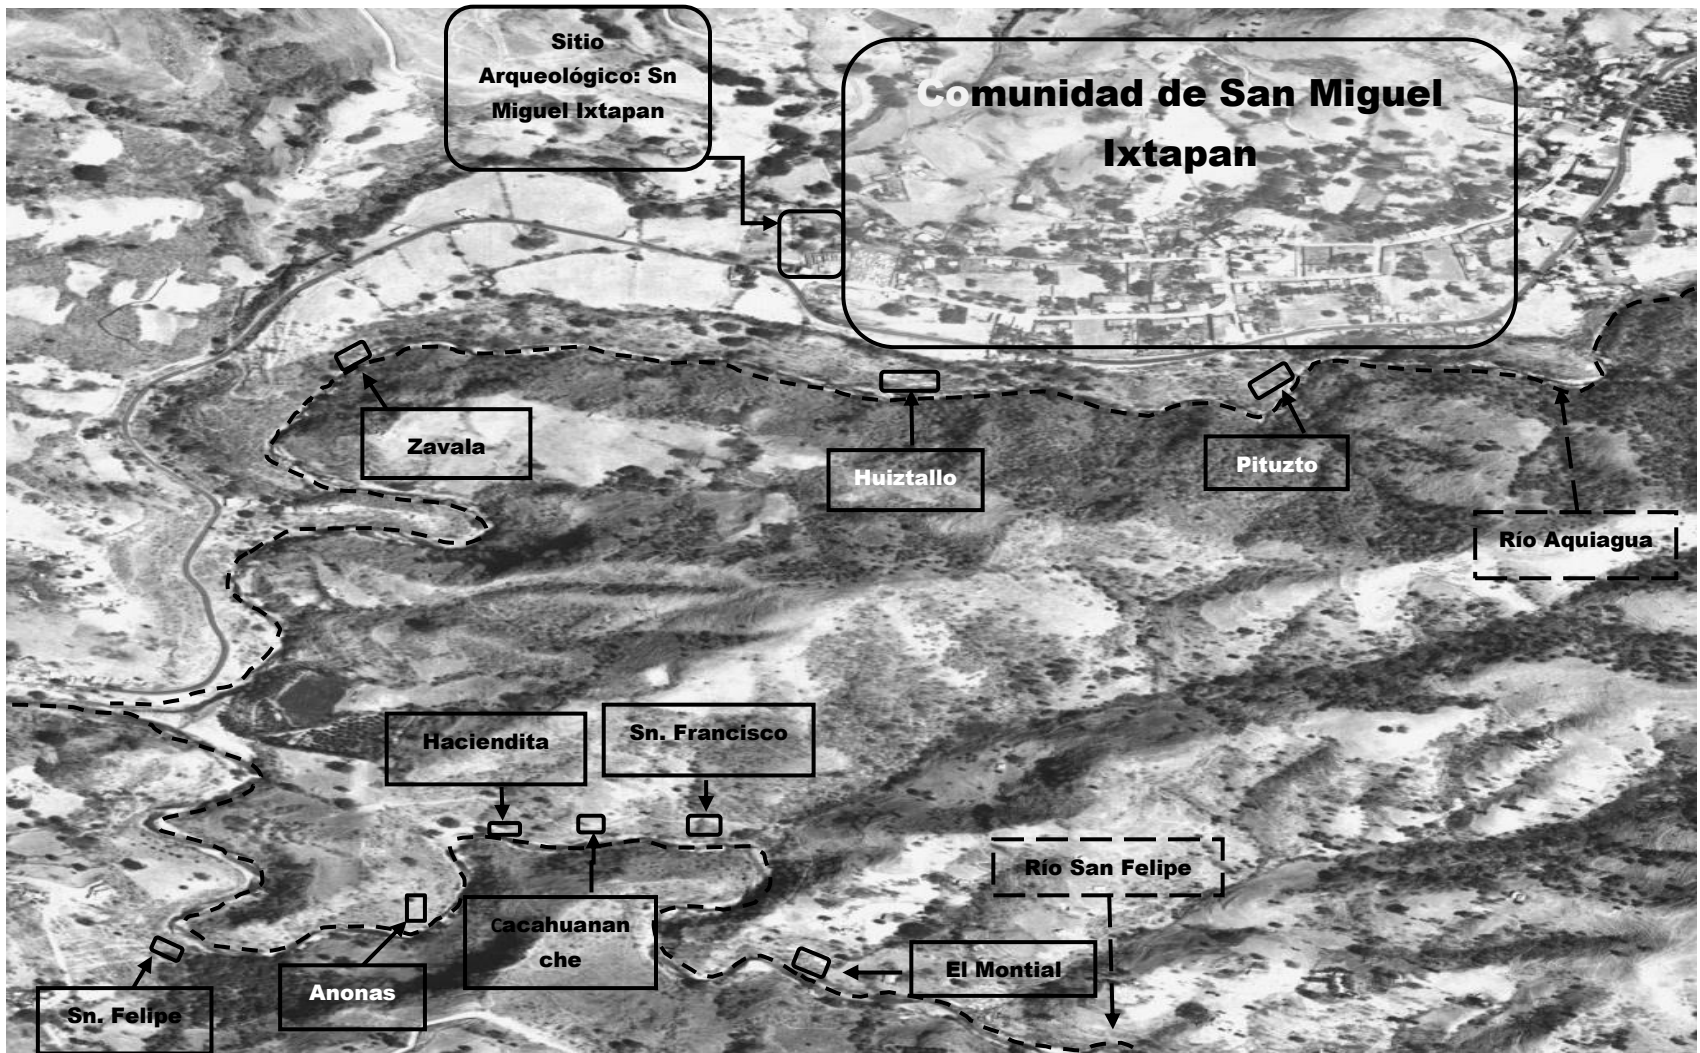 Sitio
Arqueológico: Sn
Miguel Ixtapan
Comunidad de San Miguel
Ixtapan
Zavala
Huiztallo
Pituzto
Río Aquiagua
Haciendita
Sn. Francisco
Río San Felipe
Cacahuanan
che
El Montial
Anonas
Sn. Felipe